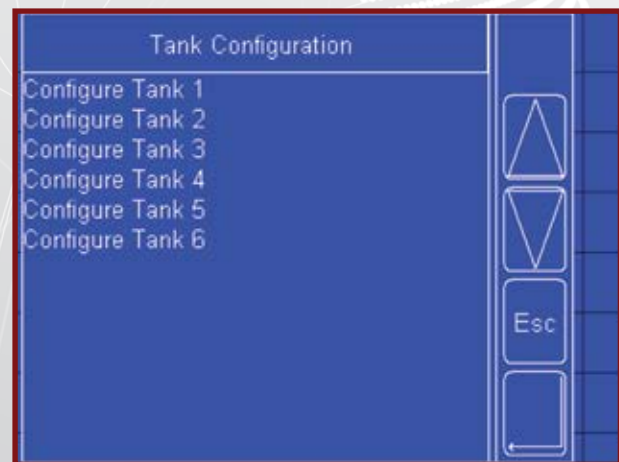 Tank Configuration
Configure Tank 1
Configure Tank 2
Configure Tank 3
Configure Tank 4
Configure Tank 5
Configure Tank 6
Esc